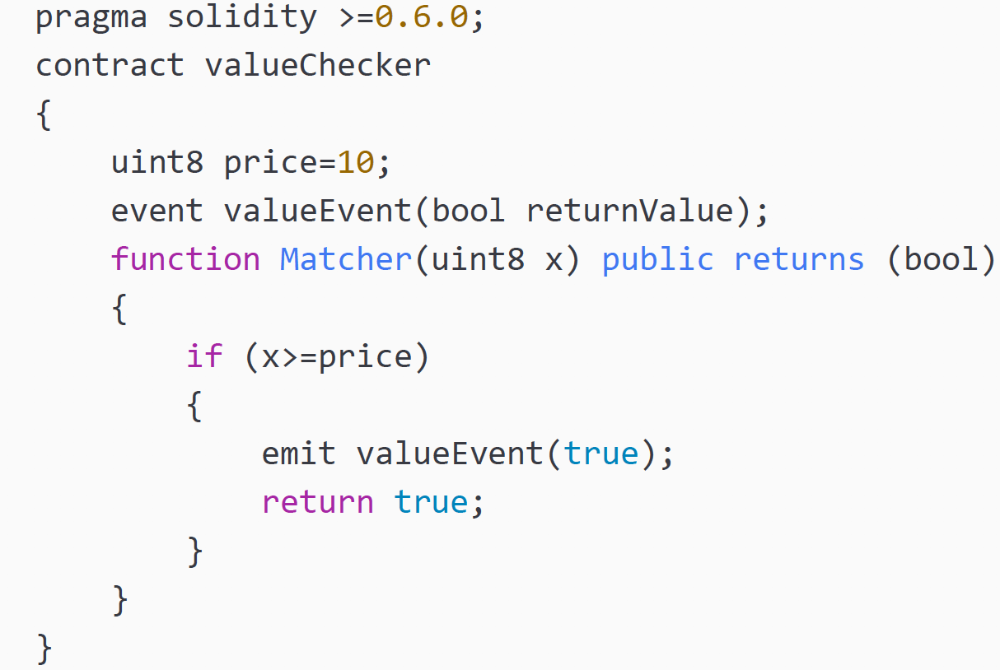 pragma solidity >=0.6.0;
contract valueChecker
{
    uint8 price=10;
    event valueEvent(bool returnValue);
    function Matcher(uint8 x) public returns (bool)
    {
        if (x>=price)
        {
            emit valueEvent(true);
            return true;
        }
    }
}